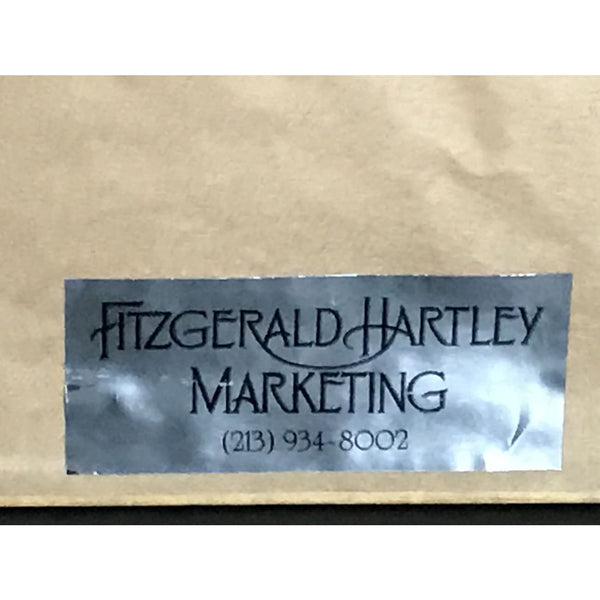 FITZGERALD HARTLEY
MARKETING
(213) 934-8002